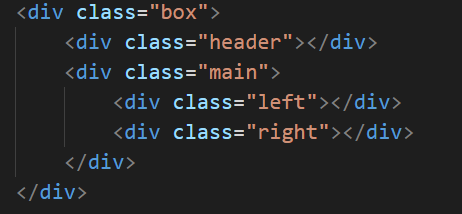 <div class="box">
    <div class="header"></div>
    <div class="main">
        <div class="left"></div>
        <div class="right"></div>
    </div>
</div>